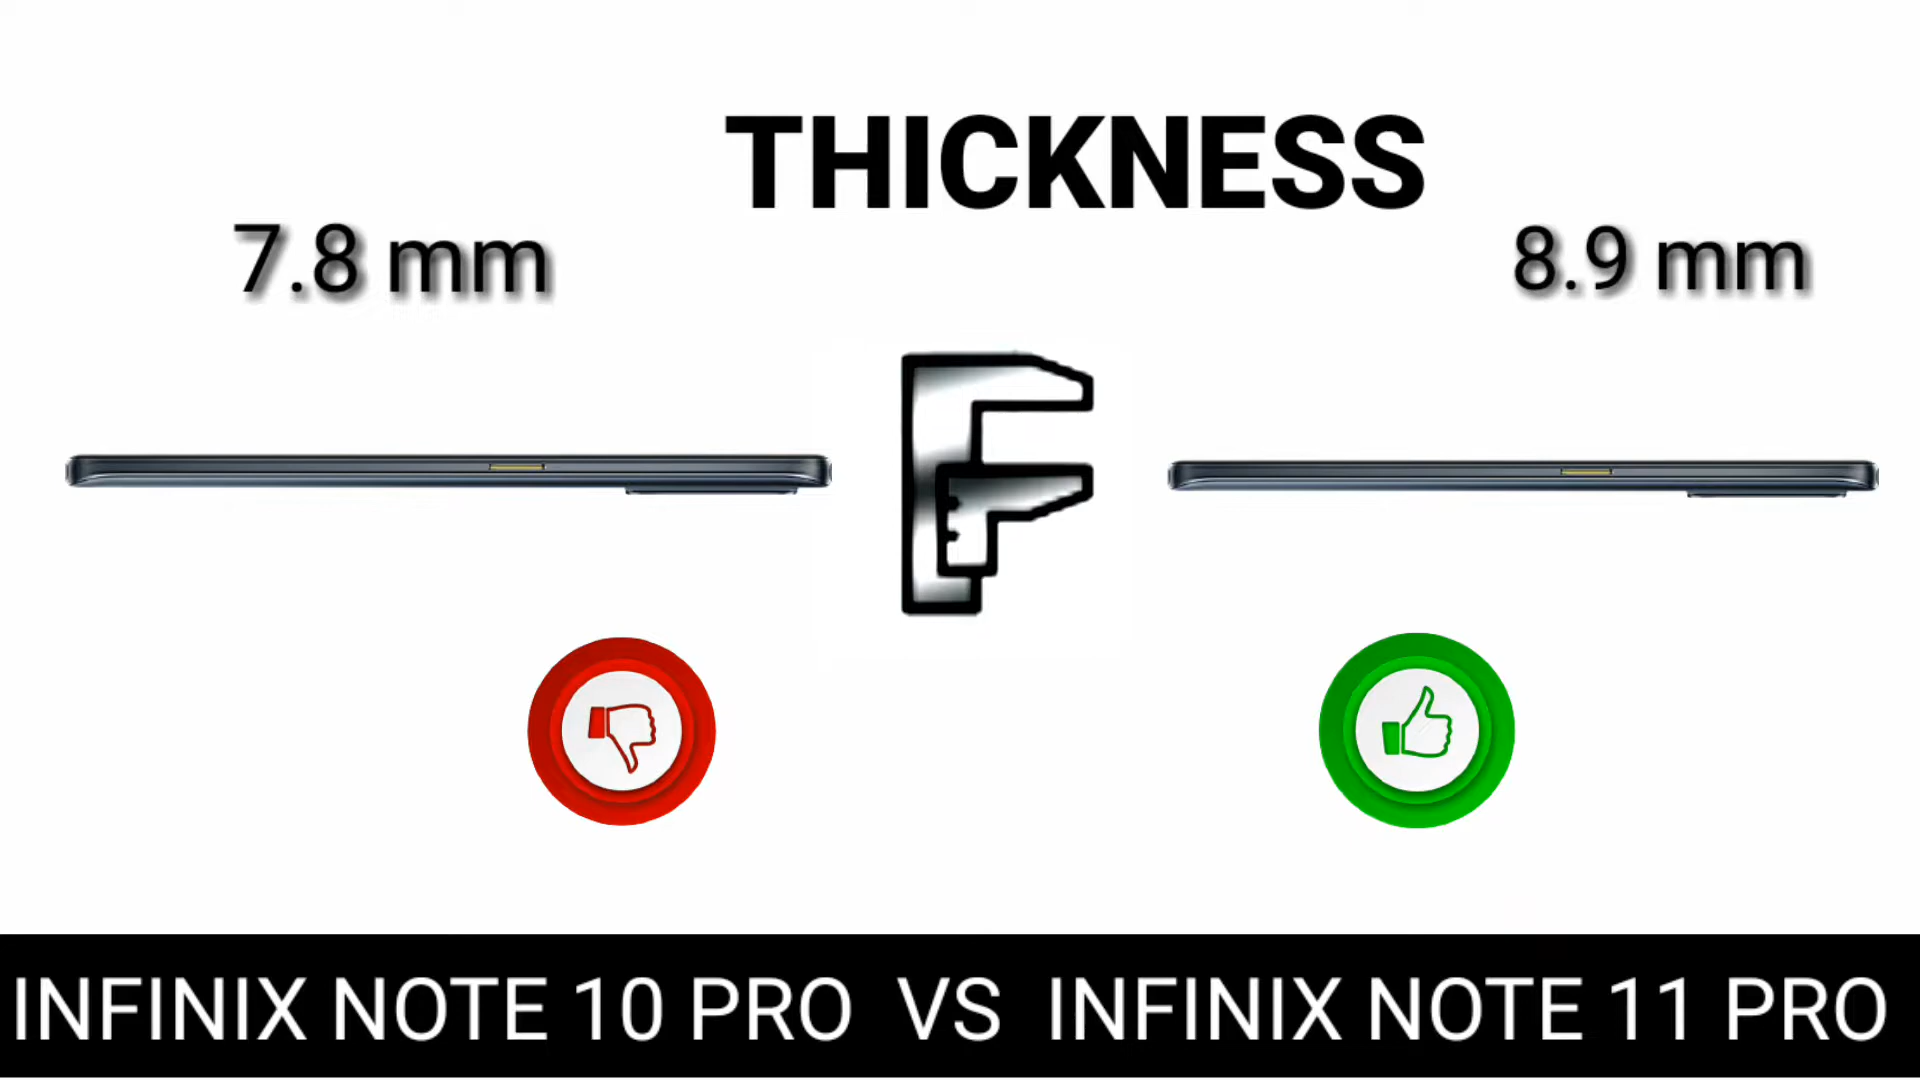 THICKNESS
7.8 mm
8.9 mm
INFINIX NOTE 10 PRO VS INFINIX NOTE 11 PRO